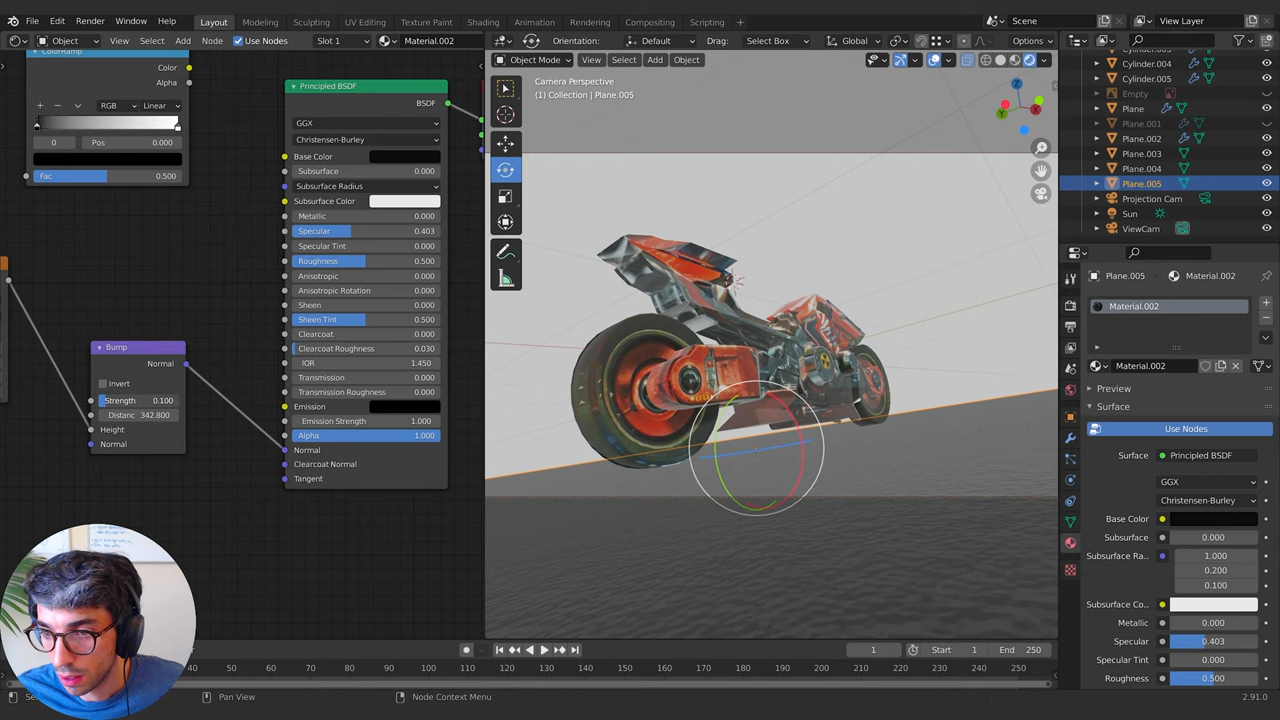 File Edit Render Window Help Layout Modeling Sculpting UV Editing Texture Paint Shading Animation Rendering Compositing Scripting Scene View Layer
Object View Select Add Node Use Nodes Slot 1 Material.002
Orientation: Default Drag: Select Box Global Options
Object Mode View Select Add Object
Camera Perspective
(1) Collection | Plane.005
ColorRamp
Color
Alpha
RGB Linear
0 Pos 0.000
Fac 0.500
Principled BSDF
BSDF
GGX
Christensen-Burley
Base Color
Subsurface 0.000
Subsurface Radius
Subsurface Color
Metallic 0.000
Specular 0.403
Specular Tint 0.000
Roughness 0.500
Anisotropic 0.000
Anisotropic Rotation 0.000
Sheen 0.000
Sheen Tint 0.500
Clearcoat 0.000
Clearcoat Roughness 0.030
IOR 1.450
Transmission 0.000
Transmission Roughness 0.000
Emission
Emission Strength 1.000
Alpha 1.000
Normal
Clearcoat Normal
Tangent
Bump
Normal
Invert
Strength 0.100
Distanc 342.800
Height
Normal
Cylinder.004
Cylinder.005
Empty
Plane
Plane.001
Plane.002
Plane.003
Plane.004
Plane.005
Projection Cam
Sun
ViewCam
Plane.005 Material.002
Material.002
Material.002
Preview
Surface
Use Nodes
Surface Principled BSDF
GGX
Christensen-Burley
Base Color
Subsurface 0.000
Subsurface Ra... 1.000
0.200
0.100
Subsurface Co...
Metallic 0.000
Specular 0.403
Specular Tint 0.000
Roughness 0.500
1 Start 1 End 250
40 50 60 70 80 90 100 110 120 130 140 150 160 170 180 190 200 210 220 230 240 250
Pan View Node Context Menu 2.91.0